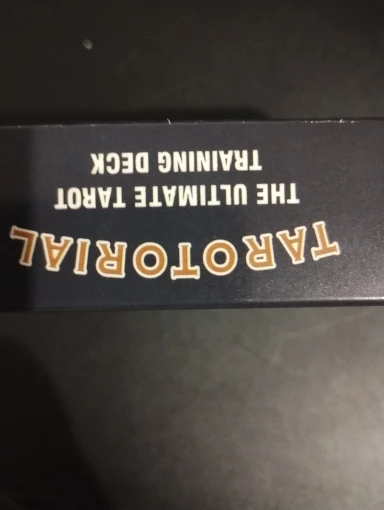 TAROTORIAL
THE ULTIMATE TAROT
TRAINING DECK